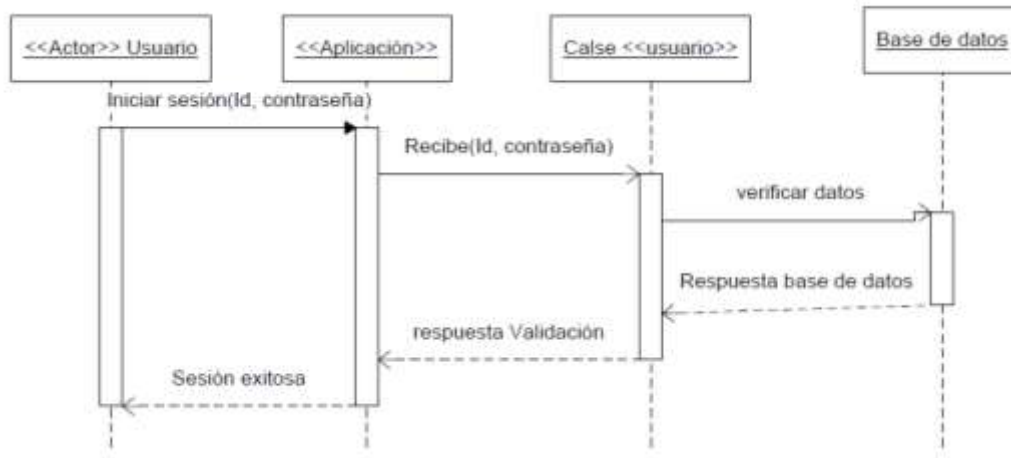 <<Actor>> Usuario
<<Aplicación>>
Calse <<usuario>>
Base de datos
Iniciar sesión(Id, contraseña)
Recibe(Id, contraseña)
verificar datos
Respuesta base de datos
respuesta Validación
Sesión exitosa